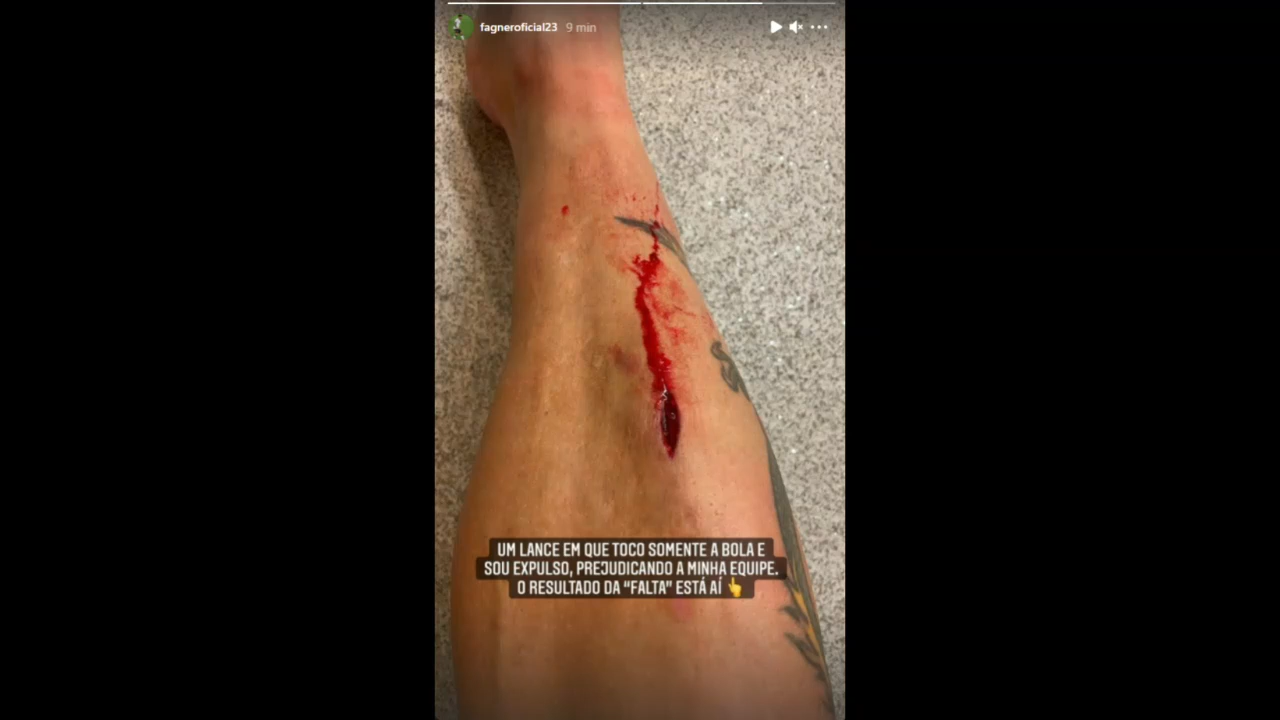 fagneroficial23 9 min
UM LANCE EM QUE TOCO SOMENTE A BOLA E
SOU EXPULSO, PREJUDICANDO A MINHA EQUIPE.
O RESULTADO DA "FALTA" ESTÁ AÍ 👆